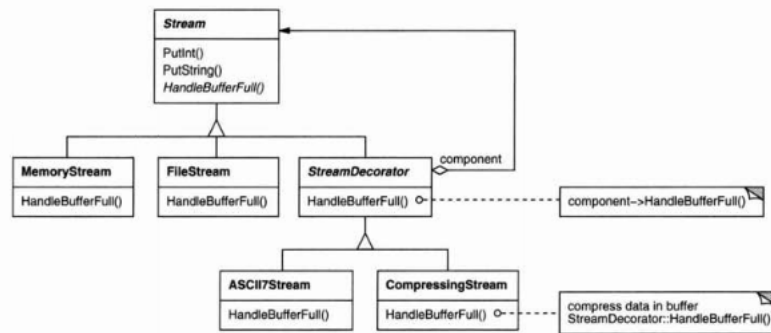 Stream
PutInt()
PutString()
HandleBufferFull()
component
MemoryStream
HandleBufferFull()
FileStream
HandleBufferFull()
StreamDecorator
HandleBufferFull()
component->HandleBufferFull()
ASCII7Stream
HandleBufferFull()
CompressingStream
HandleBufferFull()
compress data in buffer
StreamDecorator::HandleBufferFull()